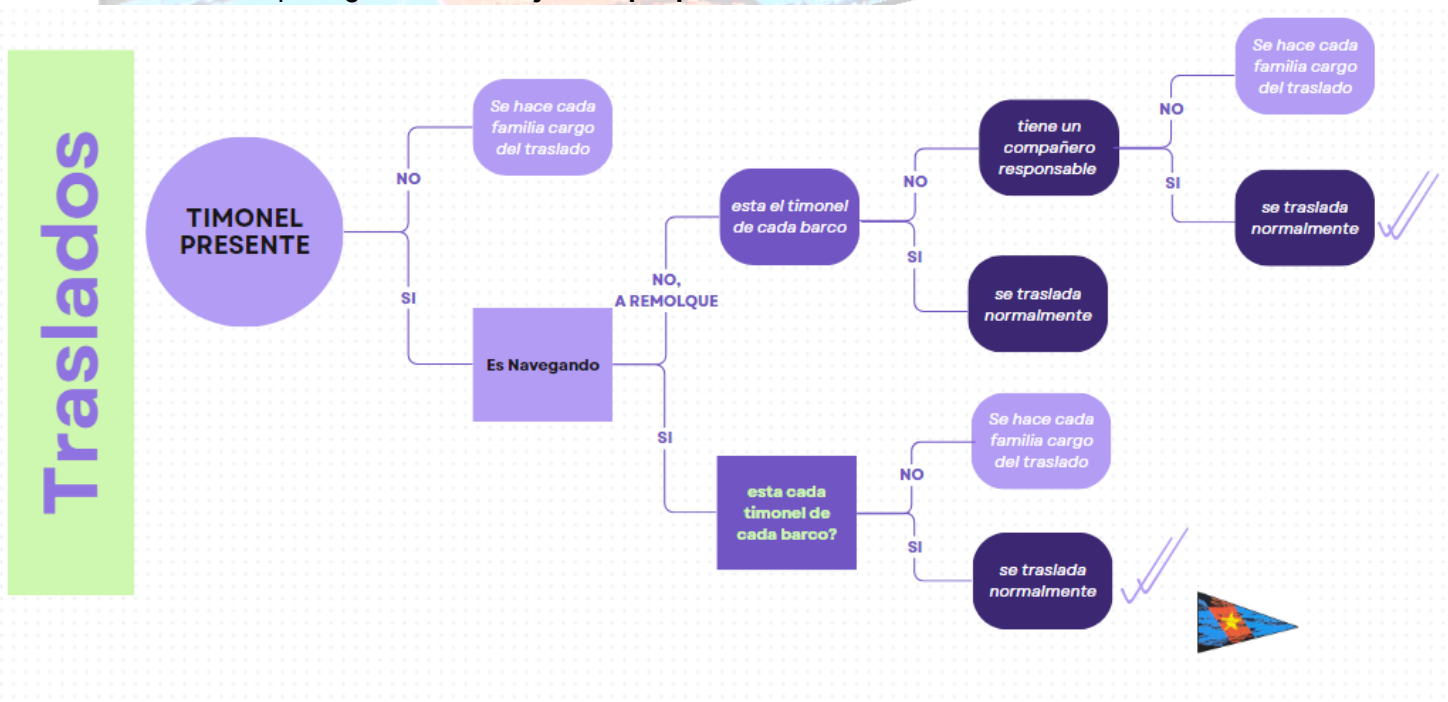 Traslados
TIMONEL
PRESENTE
NO
Se hace cada
familia cargo
del traslado
SI
Es Navegando
NO,
A REMOLQUE
esta el timonel
de cada barco
NO
tiene un
compañero
responsable
NO
Se hace cada
familia cargo
del traslado
SI
se traslada
normalmente
SI
se traslada
normalmente
SI
esta cada
timonel de
cada barco?
NO
Se hace cada
familia cargo
del traslado
SI
se traslada
normalmente